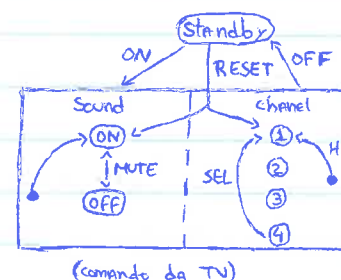 Standby
ON
RESET
OFF
Sound
Chanel
ON
1
MUTE
2
SEL
H
OFF
3
4
(comando da TV)